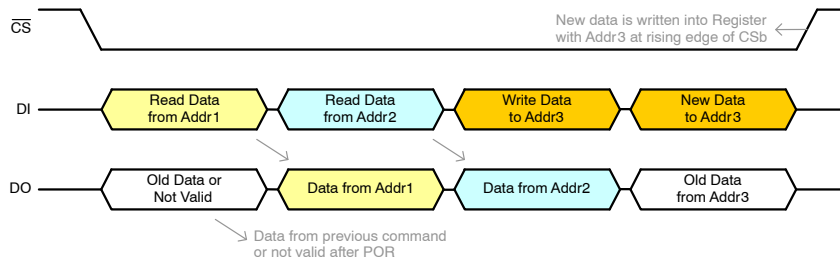 CS
New data is written into Register
with Addr3 at rising edge of CSb
DI
Read Data
from Addr1
Read Data
from Addr2
Write Data
to Addr3
New Data
to Addr3
DO
Old Data or
Not Valid
Data from Addr1
Data from Addr2
Old Data
from Addr3
Data from previous command
or not valid after POR